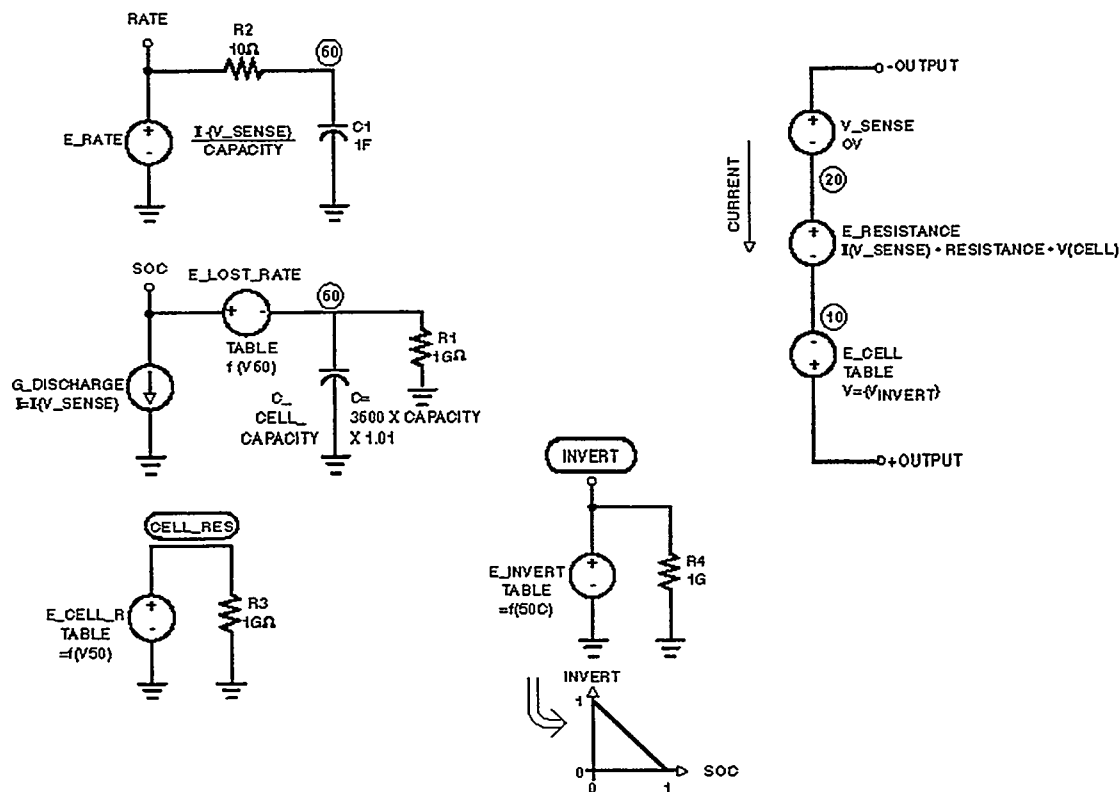 RATE
R2
10Ω
60
E_RATE
+
-
I-{V_SENSE}
CAPACITY
C1
1F
SOC
E_LOST_RATE
60
+ -
TABLE
f(V60)
R1
1GΩ
G_DISCHARGE
I=I{V_SENSE}
C_
CELL_
CAPACITY
C=
3600 X CAPACITY
X 1.01
CELL_RES
E_CELL_R
TABLE
=f(V50)
+
-
R3
1GΩ
INVERT
E_INVERT
TABLE
=f(50C)
+
-
R4
1G
INVERT
1
0
0
1
SOC
-OUTPUT
+
-
V_SENSE
0V
CURRENT
20
+
-
E_RESISTANCE
I(V_SENSE) • RESISTANCE • V(CELL)
10
-
+
E_CELL
TABLE
V={VINVERT}
+OUTPUT